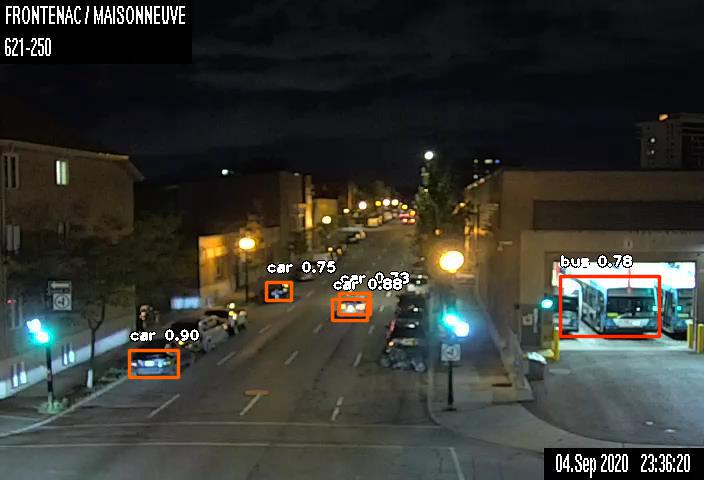 FRONTENAC / MAISONNEUVE
621-250
car 0.75
bus 0.78
car 0.73
car 0.88
car 0.90
04.Sep 2020 23:36:20